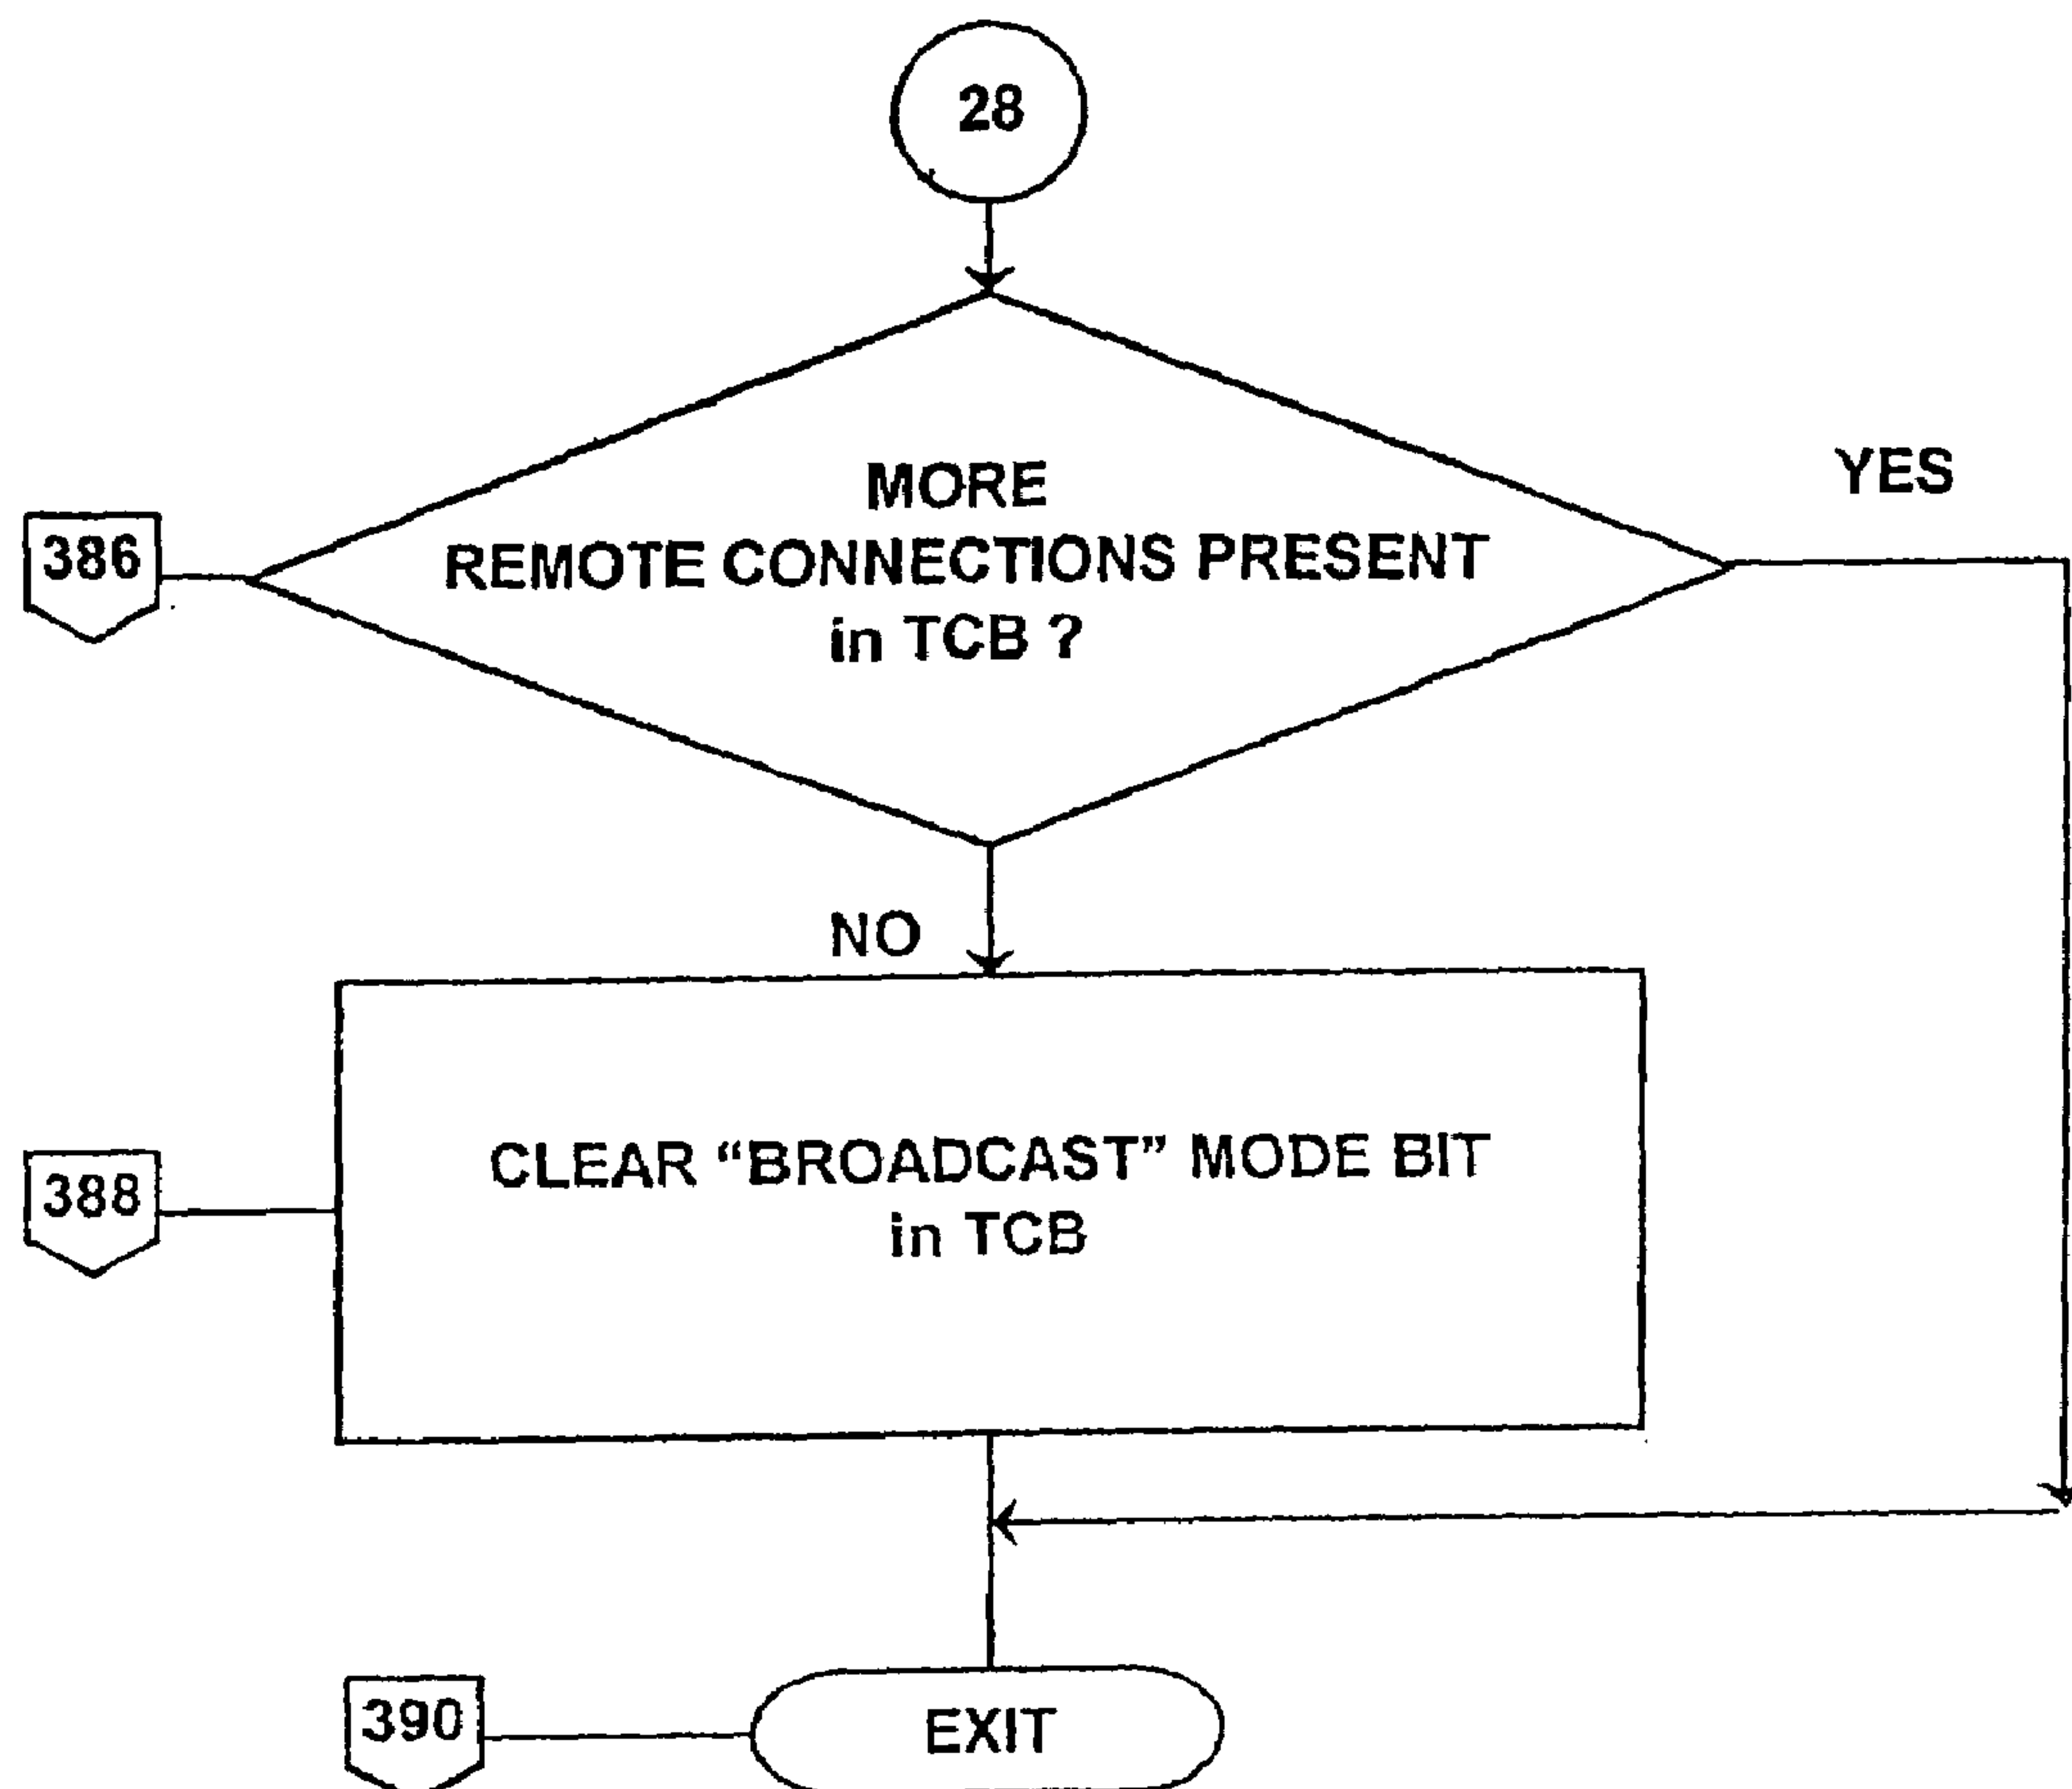 28
MORE
REMOTE CONNECTIONS PRESENT
in TCB ?
YES
386
NO
CLEAR “BROADCAST” MODE BIT
in TCB
388
390
EXIT